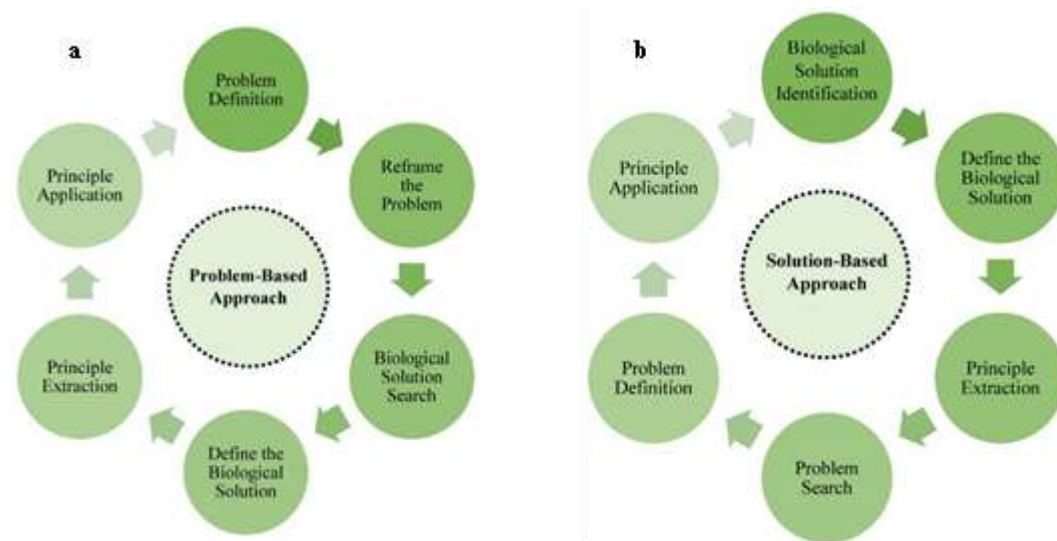 a
Problem
Definition
Reframe
the
Problem
Biological
Solution
Search
Define the
Biological
Solution
Principle
Extraction
Principle
Application
Problem-Based
Approach
b
Biological
Solution
Identification
Define the
Biological
Solution
Principle
Extraction
Problem
Search
Problem
Definition
Principle
Application
Solution-Based
Approach